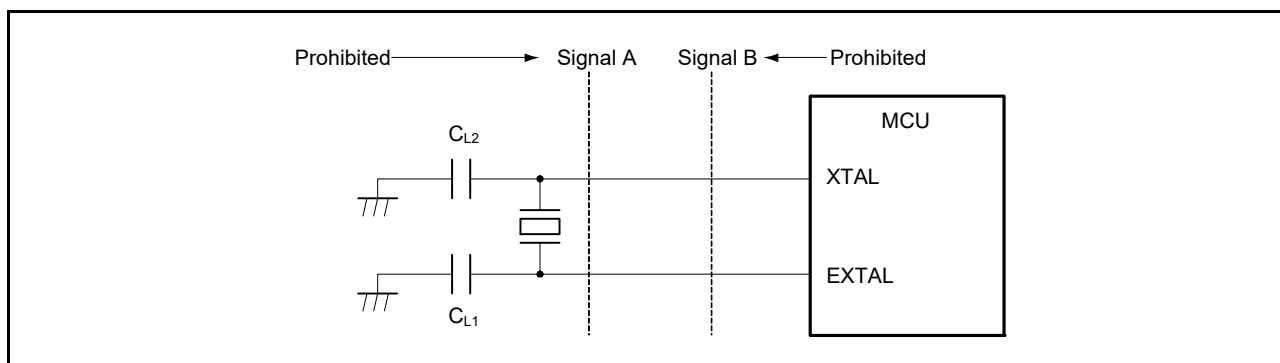 Prohibited Signal A Signal B Prohibited
MCU
CL2
XTAL
EXTAL
CL1